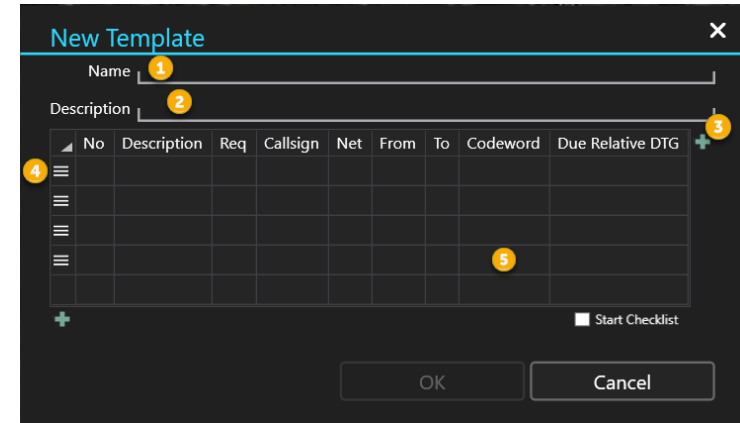 New Template
Name 1
Description 2
3
No Description Req Callsign Net From To Codeword Due Relative DTG
4
5
Start Checklist
OK Cancel